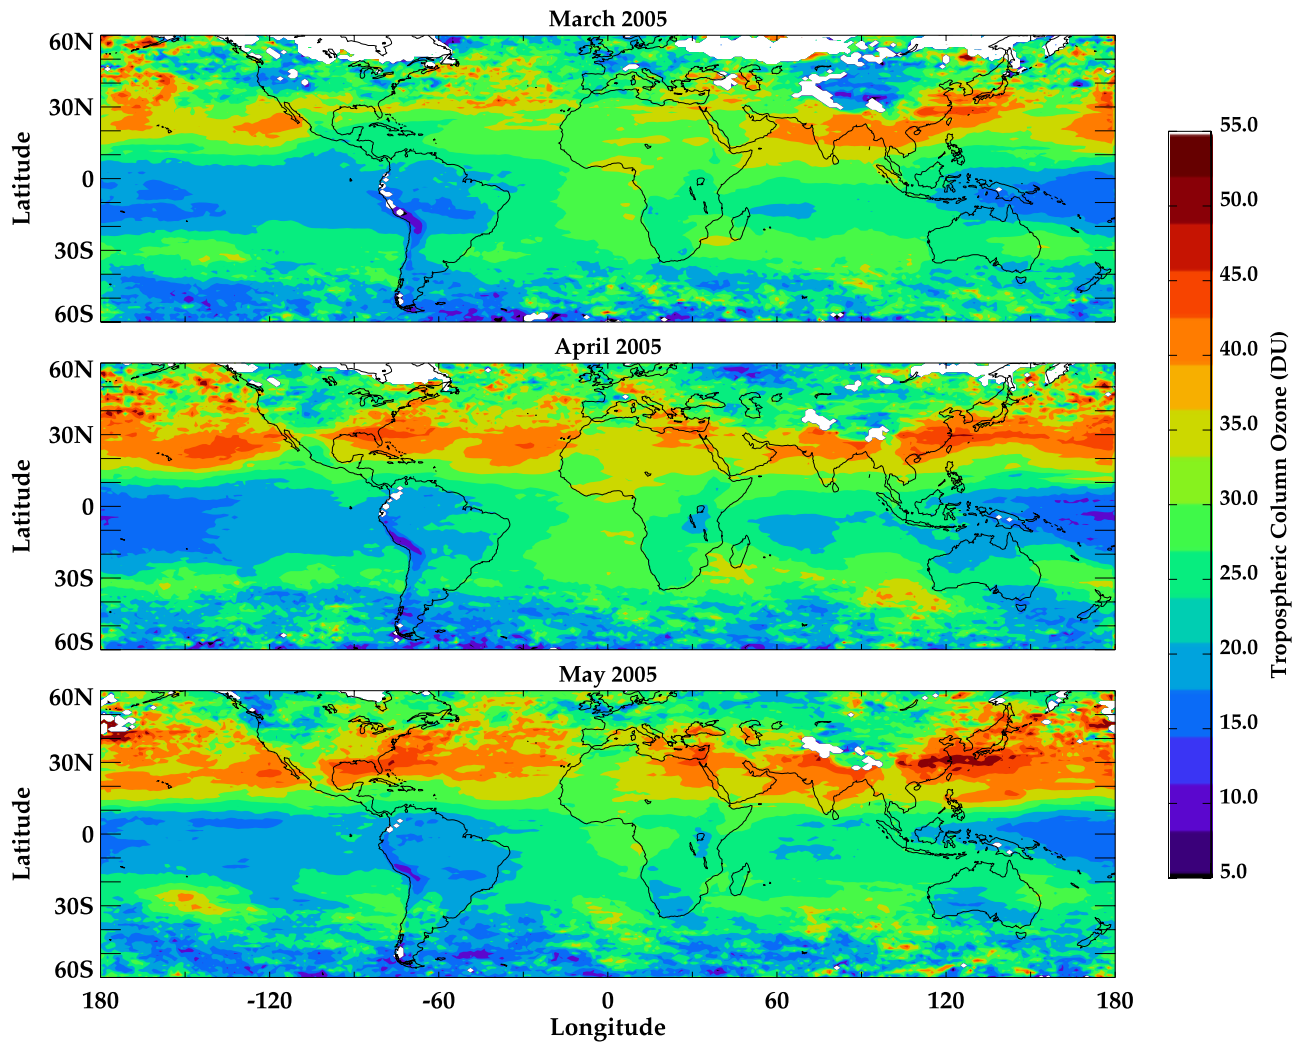 March 2005
60N
30N
0
30S
60S
Latitude
April 2005
60N
30N
0
30S
60S
Latitude
May 2005
60N
30N
0
30S
60S
Latitude
180 -120 -60 0 60 120 180
Longitude
55.0
50.0
45.0
40.0
35.0
30.0
25.0
20.0
15.0
10.0
5.0
Tropospheric Column Ozone (DU)